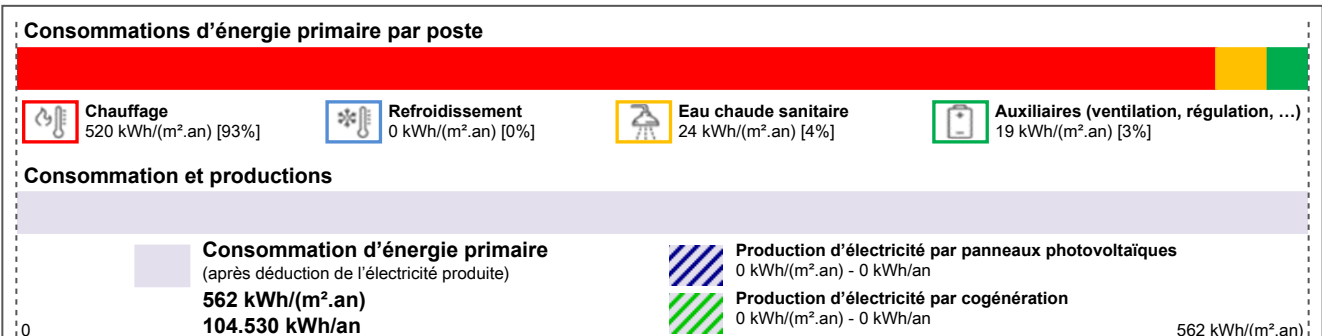 Consommations d’énergie primaire par poste
Chauffage
520 kWh/(m².an) [93%]
Refroidissement
0 kWh/(m².an) [0%]
Eau chaude sanitaire
24 kWh/(m².an) [4%]
Auxiliaires (ventilation, régulation, …)
19 kWh/(m².an) [3%]
Consommation et productions
Consommation d’énergie primaire
(après déduction de l’électricité produite)
562 kWh/(m².an)
104.530 kWh/an
Production d’électricité par panneaux photovoltaïques
0 kWh/(m².an) - 0 kWh/an
Production d’électricité par cogénération
0 kWh/(m².an) - 0 kWh/an
0
562 kWh/(m².an)